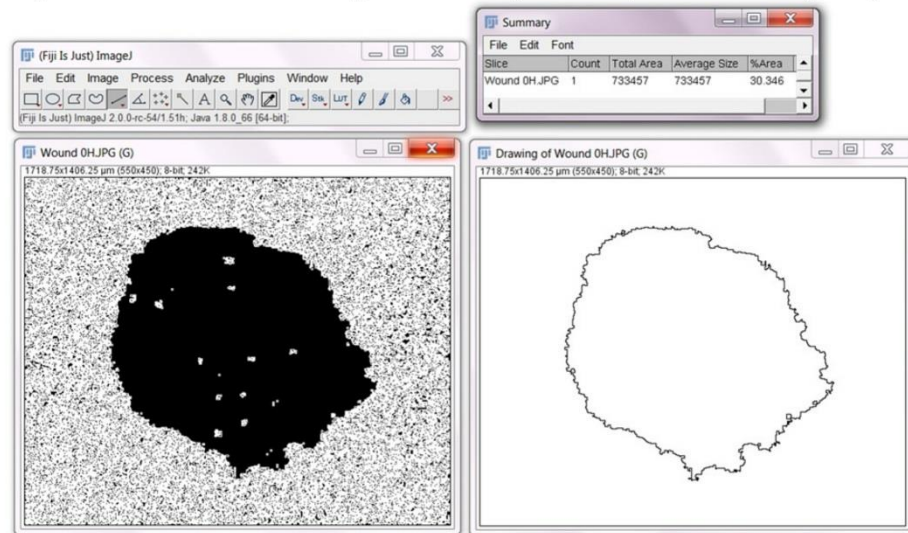 (Fiji Is Just) ImageJ
File Edit Image Process Analyze Plugins Window Help
A Dev Stk LUT >>
(Fiji Is Just) ImageJ 2.0.0-rc-54/1.51h; Java 1.8.0_66 [64-bit];
Summary
File Edit Font
Slice Count Total Area Average Size %Area
Wound 0H.JPG 1 733457 733457 30.346
Wound 0H.JPG (G)
1718.75x1406.25 µm (550x450); 8-bit; 242K
Drawing of Wound 0H.JPG (G)
1718.75x1406.25 µm (550x450); 8-bit; 242K